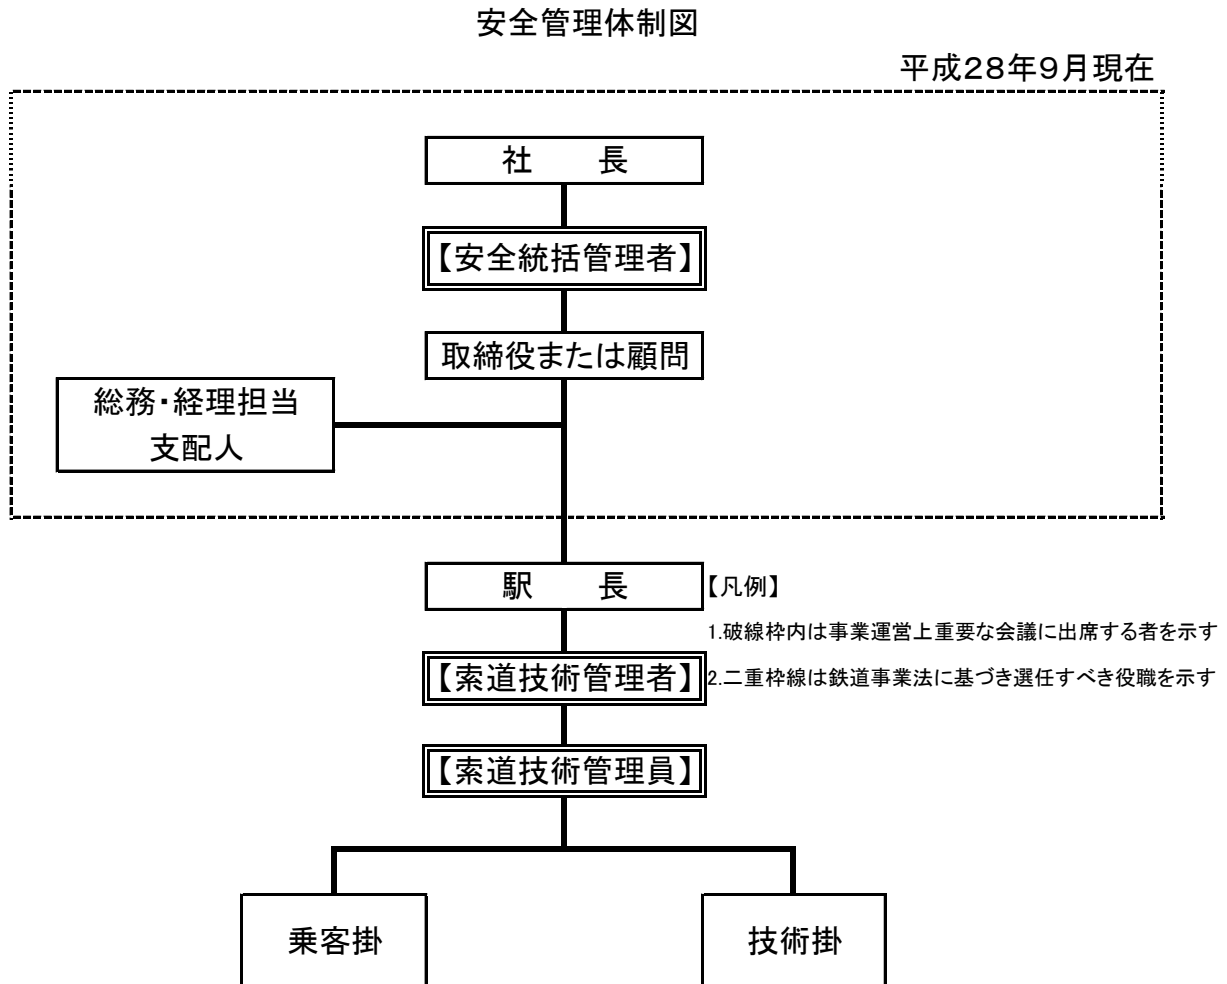 安全管理体制図
平成28年9月現在
社　　長
【安全統括管理者】
取締役または顧問
総務・経理担当
支配人
駅　　長
【凡例】
1.破線枠内は事業運営上重要な会議に出席する者を示す
【索道技術管理者】
2.二重枠線は鉄道事業法に基づき選任すべき役職を示す
【索道技術管理員】
乗客掛
技術掛